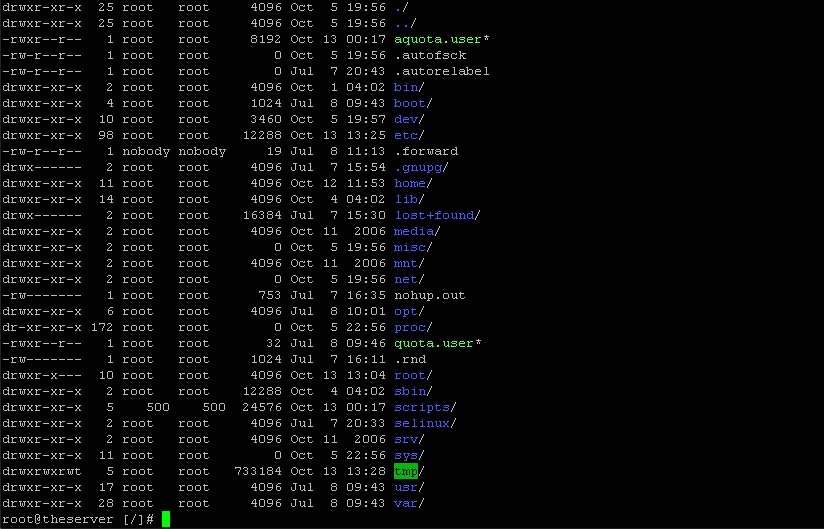 drwxr-xr-x  25 root   root     4096 Oct  5 19:56 ./
drwxr-xr-x  25 root   root     4096 Oct  5 19:56 ../
-rwxr--r--   1 root   root     8192 Oct 13 00:17 aquota.user*
-rw-r--r--   1 root   root        0 Oct  5 19:56 .autofsck
-rw-r--r--   1 root   root        0 Jul  7 20:43 .autorelabel
drwxr-xr-x   2 root   root     4096 Oct  1 04:02 bin/
drwxr-xr-x   4 root   root     1024 Jul  8 09:43 boot/
drwxr-xr-x  10 root   root     3460 Oct  5 19:57 dev/
drwxr-xr-x  98 root   root    12288 Oct 13 13:25 etc/
-rw-r--r--   1 nobody nobody     19 Jul  8 11:13 .forward
drwx------   2 root   root     4096 Jul  7 15:54 .gnupg/
drwxr-xr-x  11 root   root     4096 Oct 12 11:53 home/
drwxr-xr-x  14 root   root     4096 Oct  4 04:02 lib/
drwx------   2 root   root    16384 Jul  7 15:30 lost+found/
drwxr-xr-x   2 root   root     4096 Oct 11  2006 media/
drwxr-xr-x   2 root   root        0 Oct  5 19:56 misc/
drwxr-xr-x   2 root   root     4096 Oct 11  2006 mnt/
drwxr-xr-x   2 root   root        0 Oct  5 19:56 net/
-rw-------   1 root   root      753 Jul  7 16:35 nohup.out
drwxr-xr-x   6 root   root     4096 Jul  8 10:01 opt/
dr-xr-xr-x 172 root   root        0 Oct  5 22:56 proc/
-rwxr--r--   1 root   root       32 Jul  8 09:46 quota.user*
-rw-------   1 root   root     1024 Jul  7 16:11 .rnd
drwxr-x---  10 root   root     4096 Oct 13 13:04 root/
drwxr-xr-x   2 root   root    12288 Oct  4 04:02 sbin/
drwxr-xr-x   5    500    500  24576 Oct 13 00:17 scripts/
drwxr-xr-x   2 root   root     4096 Jul  7 20:33 selinux/
drwxr-xr-x   2 root   root     4096 Oct 11  2006 srv/
drwxr-xr-x  11 root   root        0 Oct  5 22:56 sys/
drwxrwxrwt   5 root   root   733184 Oct 13 13:28 tmp/
drwxr-xr-x  17 root   root     4096 Jul  8 09:43 usr/
drwxr-xr-x  28 root   root     4096 Jul  8 09:43 var/
root@theserver [/]#